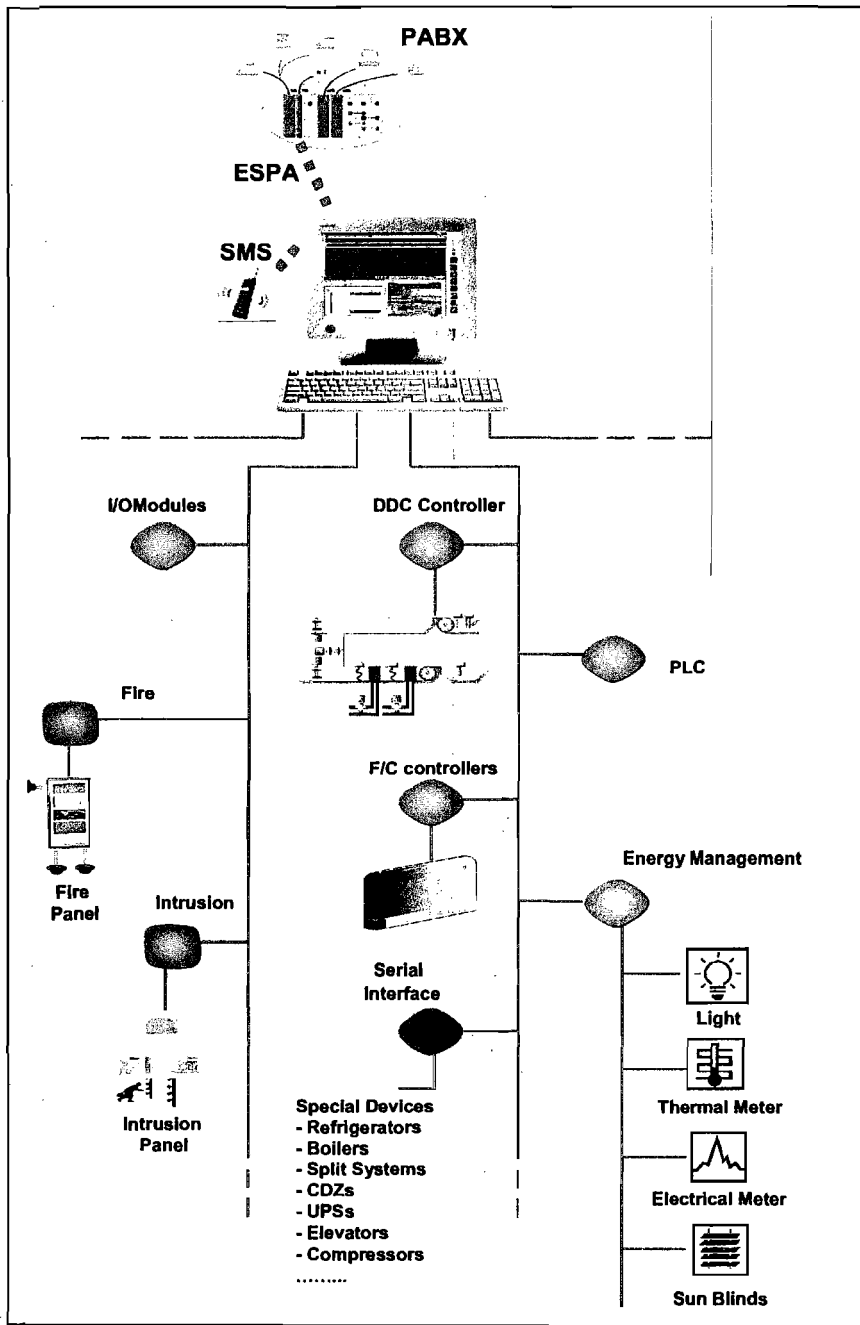 PABX
ESPA
SMS
I/OModules
DDC Controller
PLC
Fire
F/C controllers
Fire
Panel
Energy Management
Intrusion
Serial
Interface
Light
Thermal Meter
Intrusion
Panel
Special Devices
- Refrigerators
- Boilers
- Split Systems
- CDZs
- UPSs
- Elevators
- Compressors
.........
Electrical Meter
Sun Blinds